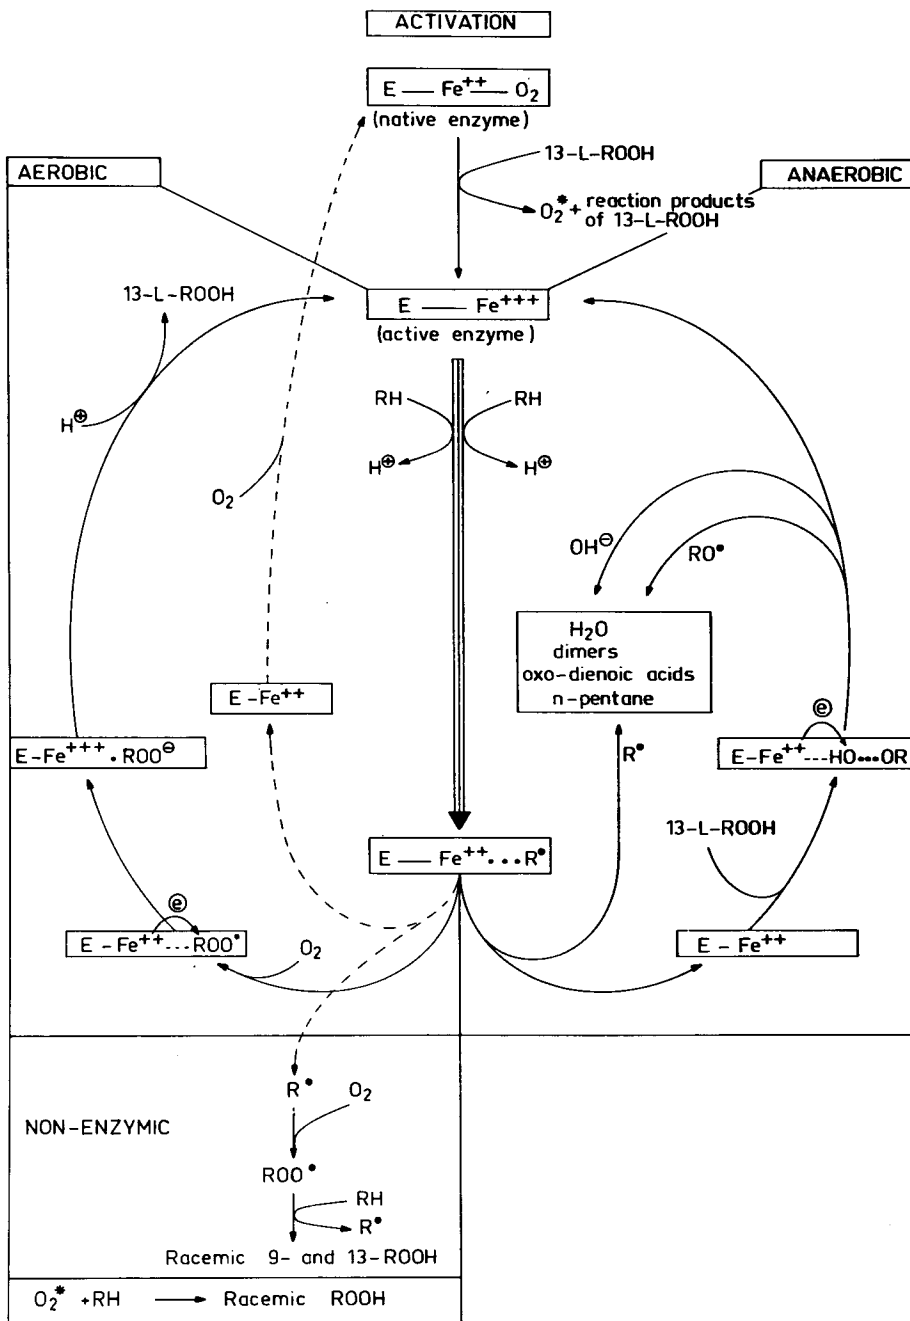 ACTIVATION
E — Fe++ — O2
(native enzyme)
13-L-ROOH
O2* + reaction products
of 13-L-ROOH
AEROBIC
ANAEROBIC
E — Fe+++
(active enzyme)
13-L-ROOH
H⊕
O2
RH
RH
H⊕
H⊕
OH⊖
RO•
H2O
dimers
oxo-dienoic acids
n-pentane
E-Fe++
E-Fe+++ • ROO⊖
R•
e
E-Fe++---HO•••OR
13-L-ROOH
E — Fe++•••R•
e
E-Fe++---ROO•
O2
E-Fe++
NON-ENZYMIC
R•
O2
ROO•
RH
R•
Racemic 9- and 13-ROOH
O2* +RH ⟶ Racemic ROOH